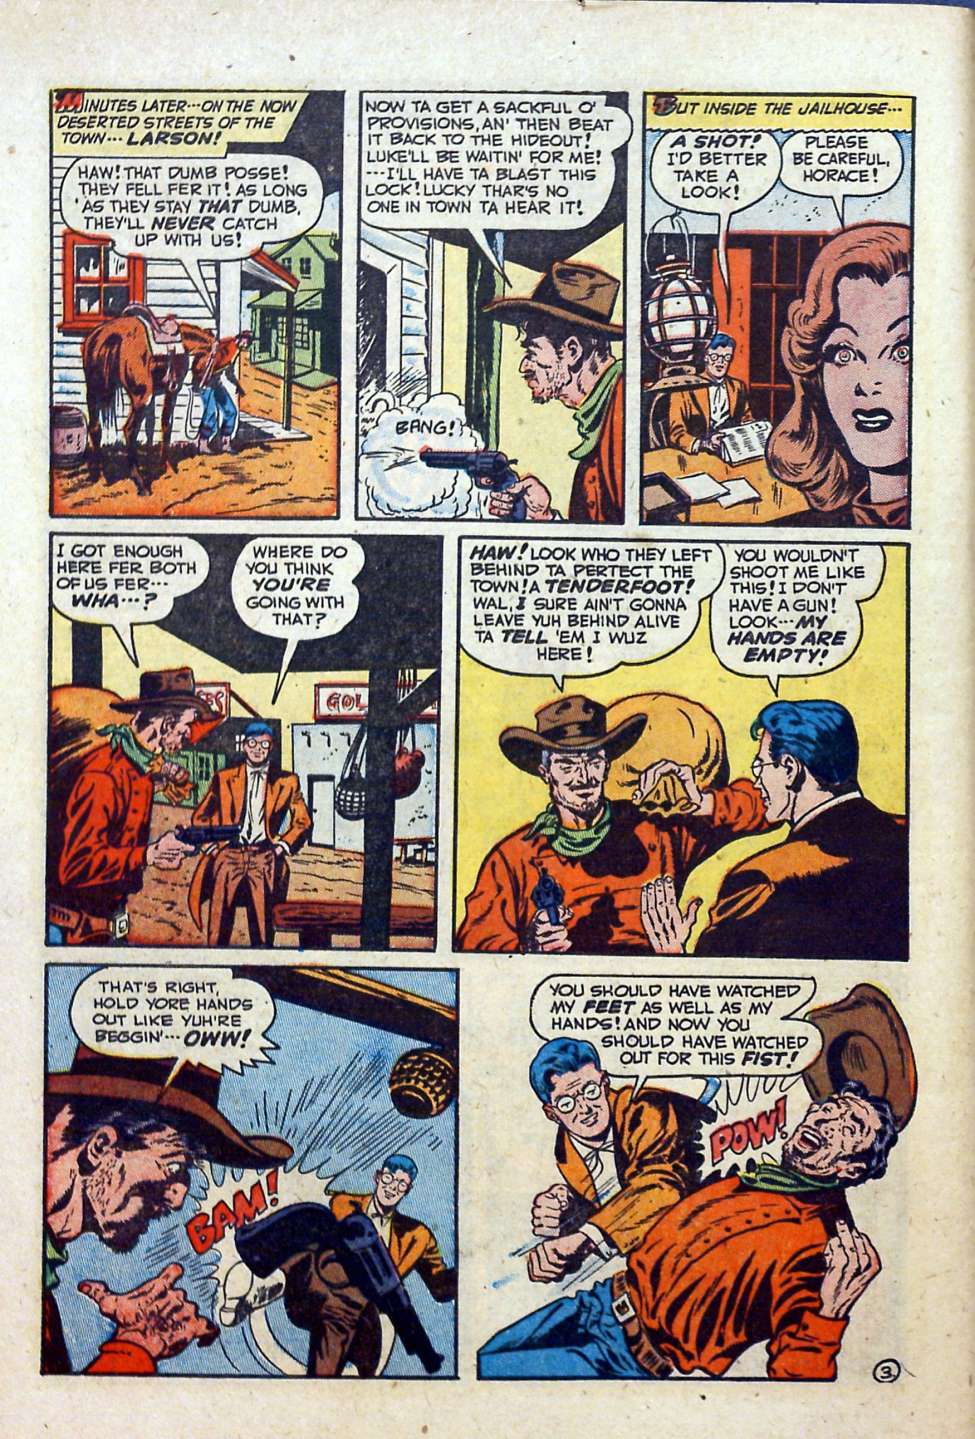 MINUTES LATER---ON THE NOW
DESERTED STREETS OF THE
TOWN--- LARSON!
HAW! THAT DUMB POSSE!
THEY FELL FER IT! AS LONG
'AS THEY STAY THAT DUMB,
THEY'LL NEVER CATCH
UP WITH US!
NOW TA GET A SACKFUL O'
PROVISIONS, AN' THEN BEAT
IT BACK TO THE HIDEOUT!
LUKE'LL BE WAITIN' FOR ME!
---I'LL HAVE TA BLAST THIS
LOCK! LUCKY THAR'S NO
ONE IN TOWN TA HEAR IT!
BANG!
BUT INSIDE THE JAILHOUSE---
A SHOT!
I'D BETTER
TAKE A
LOOK!
PLEASE
BE CAREFUL,
HORACE!
I GOT ENOUGH
HERE FER BOTH
OF US FER---
WHA---?
WHERE DO
YOU THINK
YOU'RE
GOING WITH
THAT?
GOL
HAW! LOOK WHO THEY LEFT
BEHIND TA PERTECT THE
TOWN! A TENDERFOOT!
WAL, I SURE AIN'T GONNA
LEAVE YUH BEHIND ALIVE
TA TELL 'EM I WUZ
HERE!
YOU WOULDN'T
SHOOT ME LIKE
THIS! I DON'T
HAVE A GUN!
LOOK---MY
HANDS ARE
EMPTY!
THAT'S RIGHT,
HOLD YORE HANDS
OUT LIKE YUH'RE
BEGGIN'--- OWW!
BAM!
YOU SHOULD HAVE WATCHED
MY FEET AS WELL AS MY
HANDS! AND NOW YOU
SHOULD HAVE WATCHED
OUT FOR THIS FIST!
POW!
3